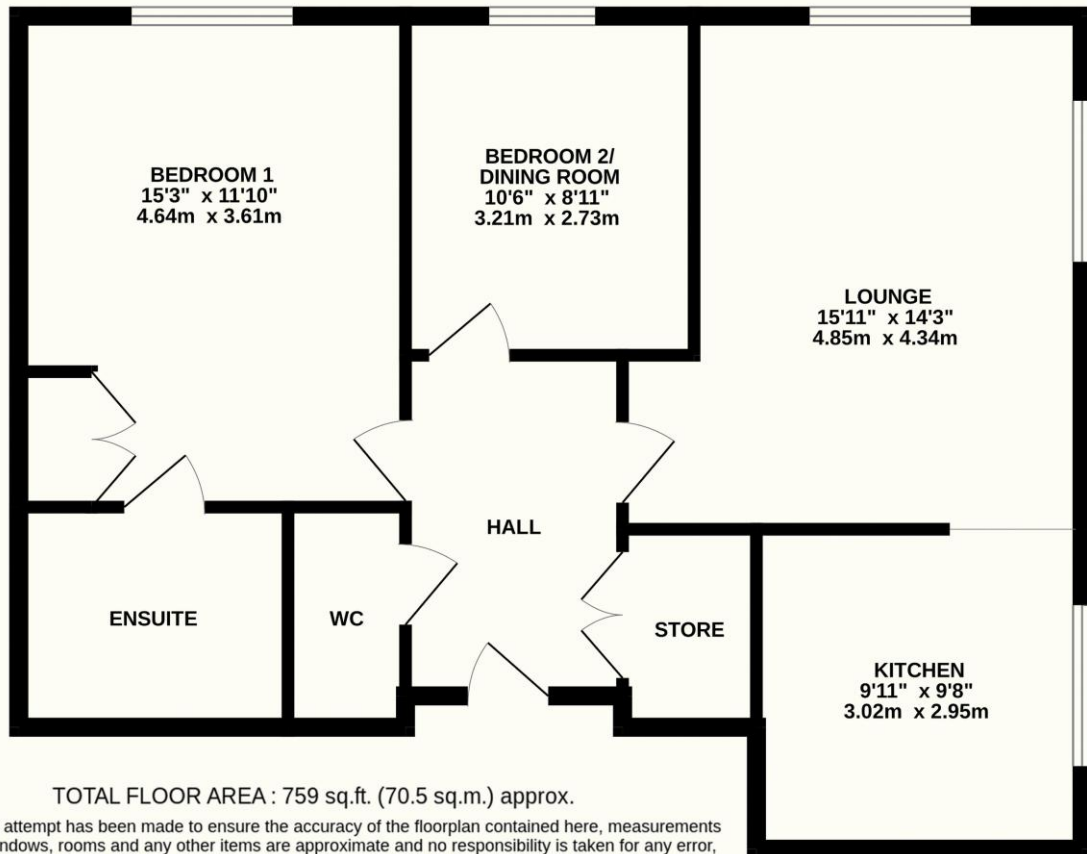 BEDROOM 1
15'3" x 11'10"
4.64m x 3.61m
BEDROOM 2/
DINING ROOM
10'6" x 8'11"
3.21m x 2.73m
LOUNGE
15'11" x 14'3"
4.85m x 4.34m
HALL
ENSUITE
WC
STORE
KITCHEN
9'11" x 9'8"
3.02m x 2.95m
TOTAL FLOOR AREA : 759 sq.ft. (70.5 sq.m.) approx.
attempt has been made to ensure the accuracy of the floorplan contained here, measurements
ndows, rooms and any other items are approximate and no responsibility is taken for any error,